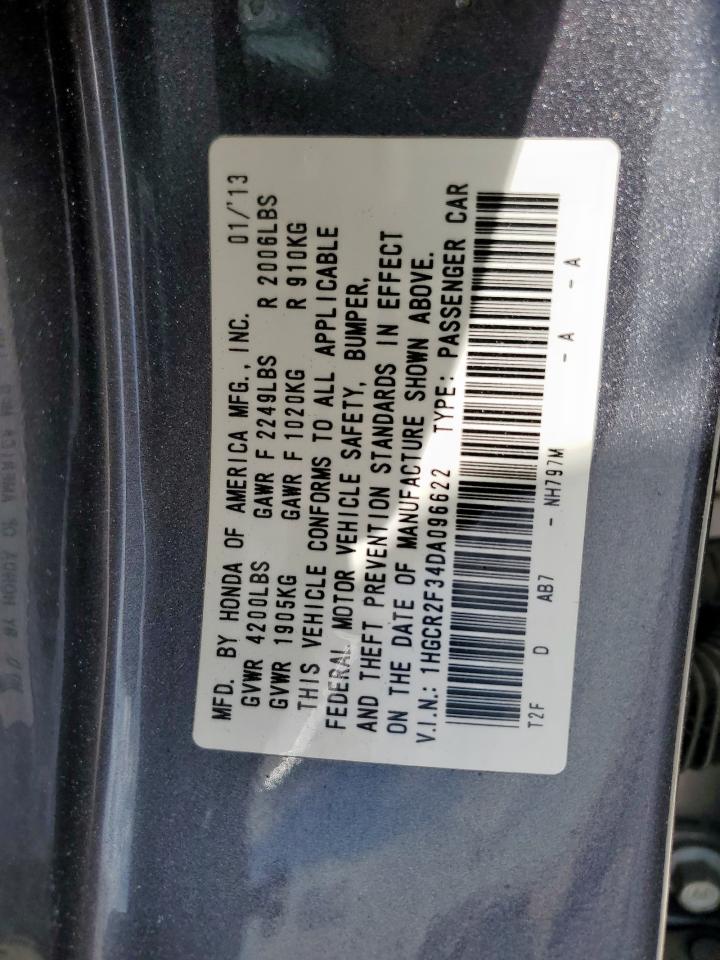 MFD. BY HONDA OF AMERICA MFG., INC. 01/'13
GVWR 4200LBS GAWR F 2249LBS R 2006LBS
GVWR 1905KG GAWR F 1020KG R 910KG
THIS VEHICLE CONFORMS TO ALL APPLICABLE
FEDERAL MOTOR VEHICLE SAFETY, BUMPER,
AND THEFT PREVENTION STANDARDS IN EFFECT
ON THE DATE OF MANUFACTURE SHOWN ABOVE.
V.I.N.: 1HGCR2F34DA096622 TYPE: PASSENGER CAR
T2F D AB7 - NH797M - A - A